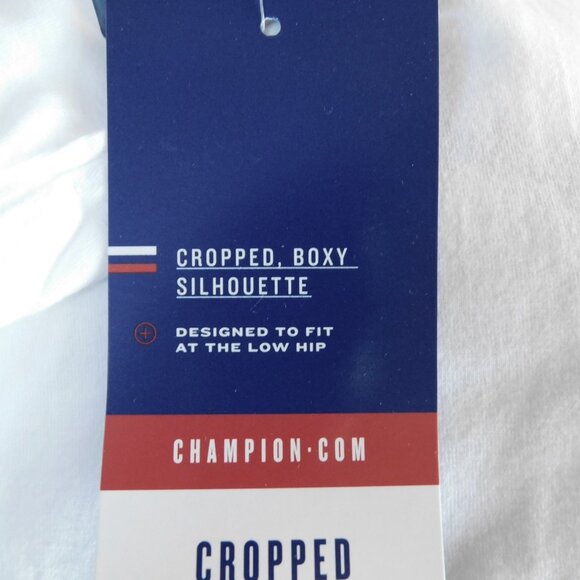 CROPPED, BOXY
SILHOUETTE
DESIGNED TO FIT
AT THE LOW HIP
CHAMPION·COM
CROPPED